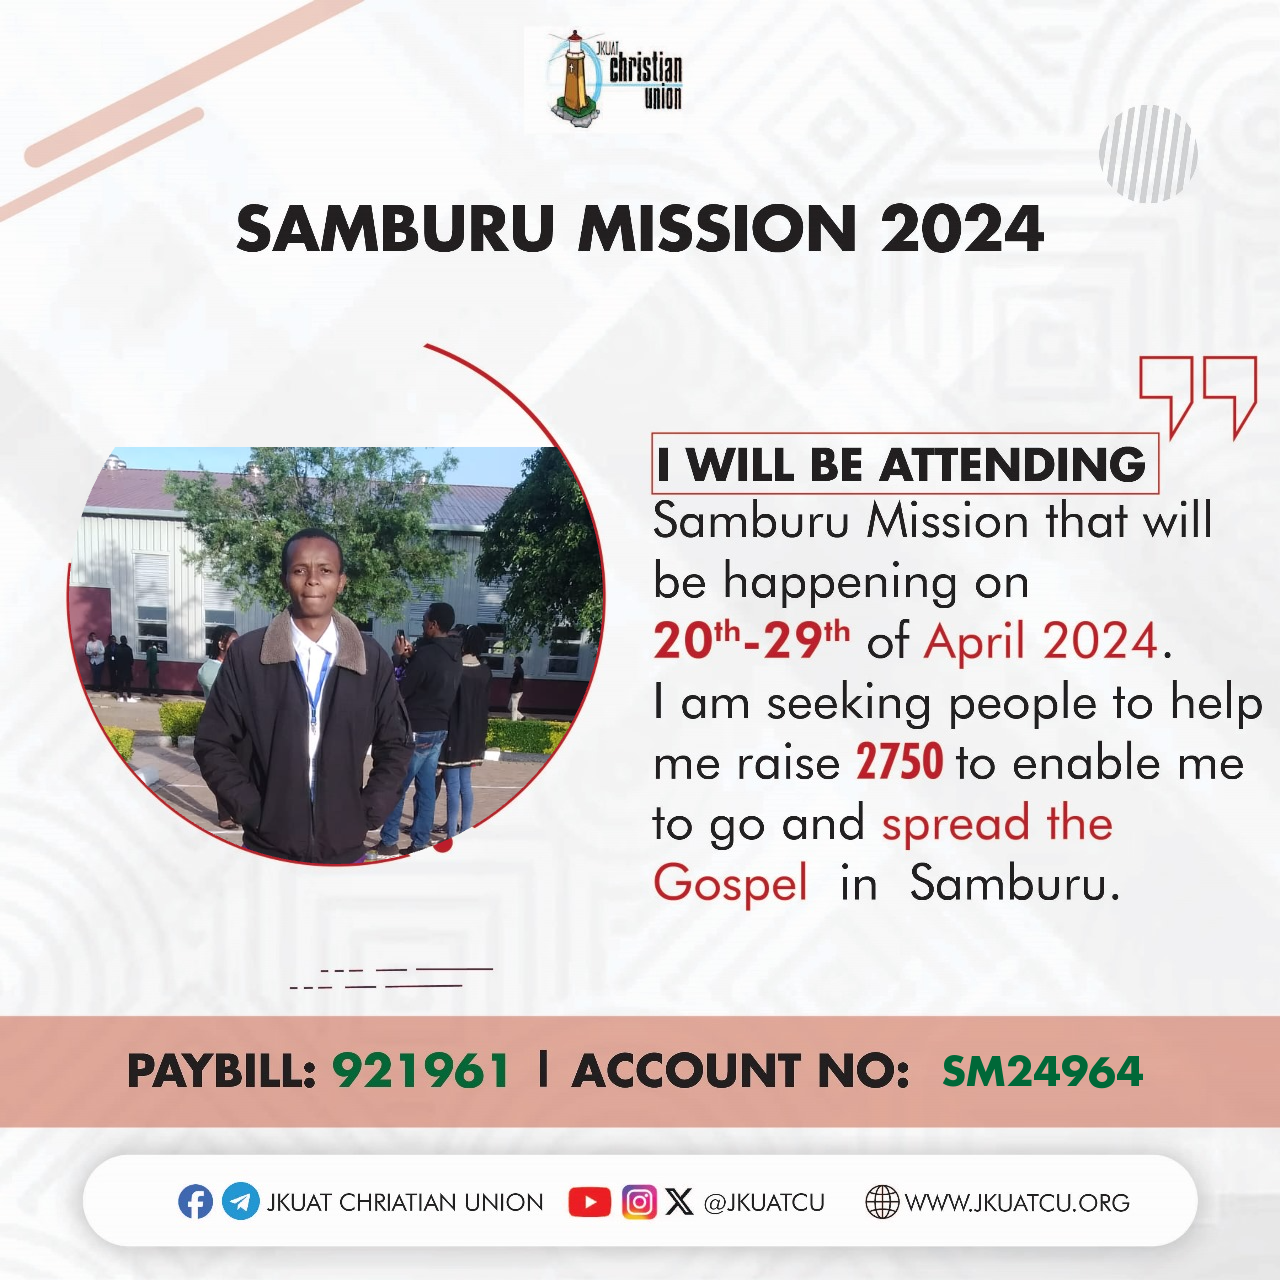 JKUAT
christian
union
SAMBURU MISSION 2024
I WILL BE ATTENDING
Samburu Mission that will
be happening on
20th-29th of April 2024.
I am seeking people to help
me raise 2750 to enable me
to go and spread the
Gospel in Samburu.
PAYBILL: 921961 | ACCOUNT NO: SM24964
JKUAT CHRIATIAN UNION @JKUATCU WWW.JKUATCU.ORG